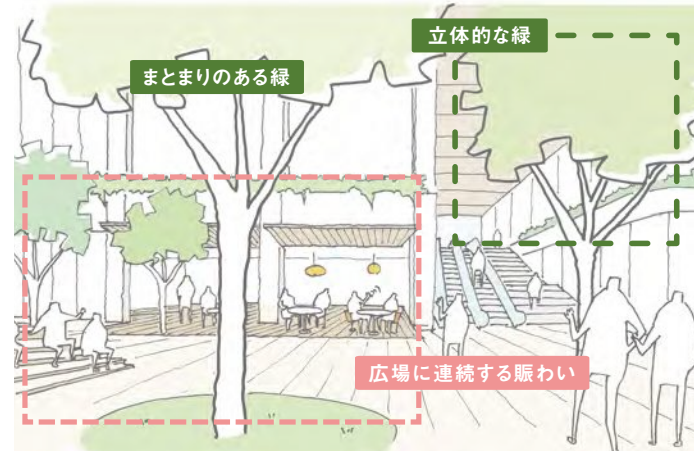 立体的な緑
まとまりのある緑
広場に連続する賑わい